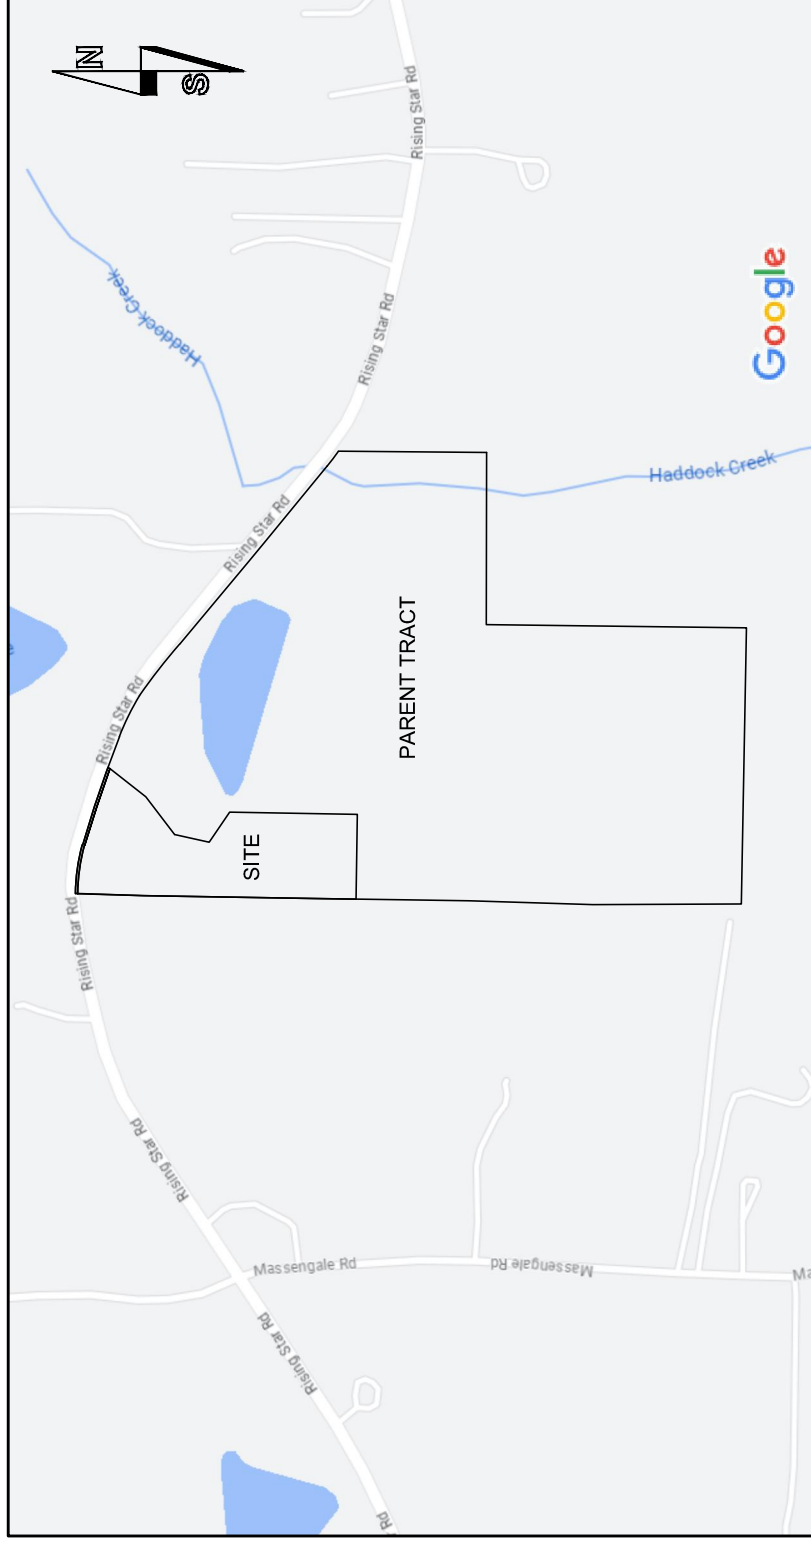 N
S
Rising Star Rd
Haddock Creek
Rising Star Rd
Google
Haddock Creek
Rising Star Rd
Rising Star Rd
PARENT TRACT
SITE
Rising Star Rd
Rising Star Rd
Massengale Rd
Massengale Rd
Rising Star Rd
Rd